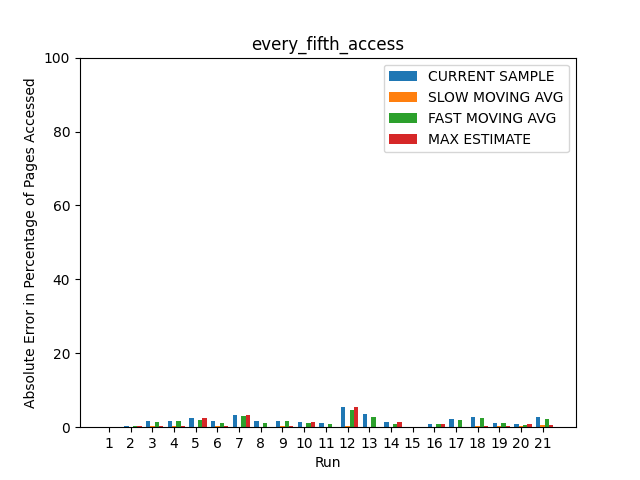 every_fifth_access
Absolute Error in Percentage of Pages Accessed
100
80
60
40
20
0
CURRENT SAMPLE
SLOW MOVING AVG
FAST MOVING AVG
MAX ESTIMATE
1 2 3 4 5 6 7 8 9 10 11 12 13 14 15 16 17 18 19 20 21
Run